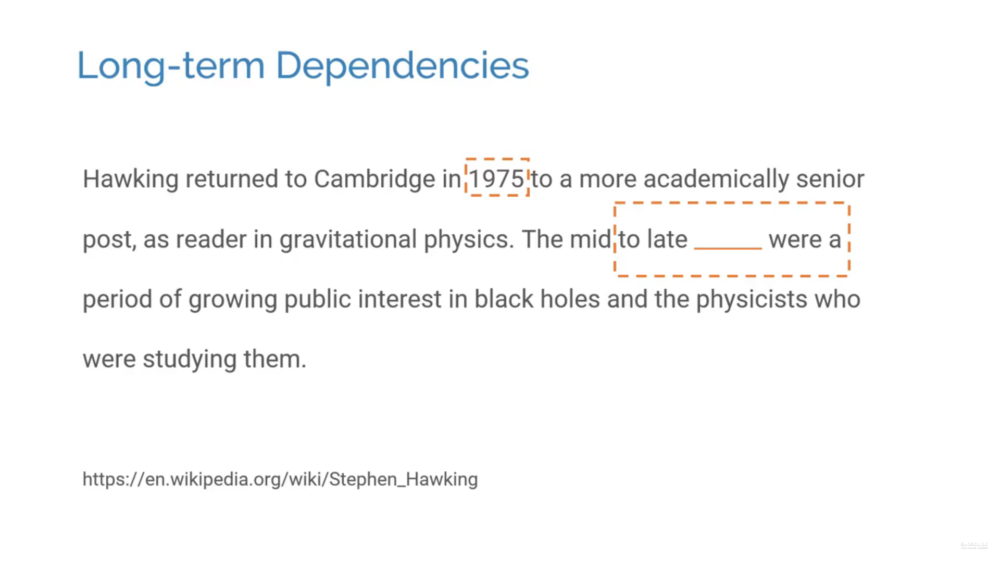 Long-term Dependencies
Hawking returned to Cambridge in 1975 to a more academically senior
post, as reader in gravitational physics. The mid to late ______ were a
period of growing public interest in black holes and the physicists who
were studying them.
https://en.wikipedia.org/wiki/Stephen_Hawking
SUBSCRIBE